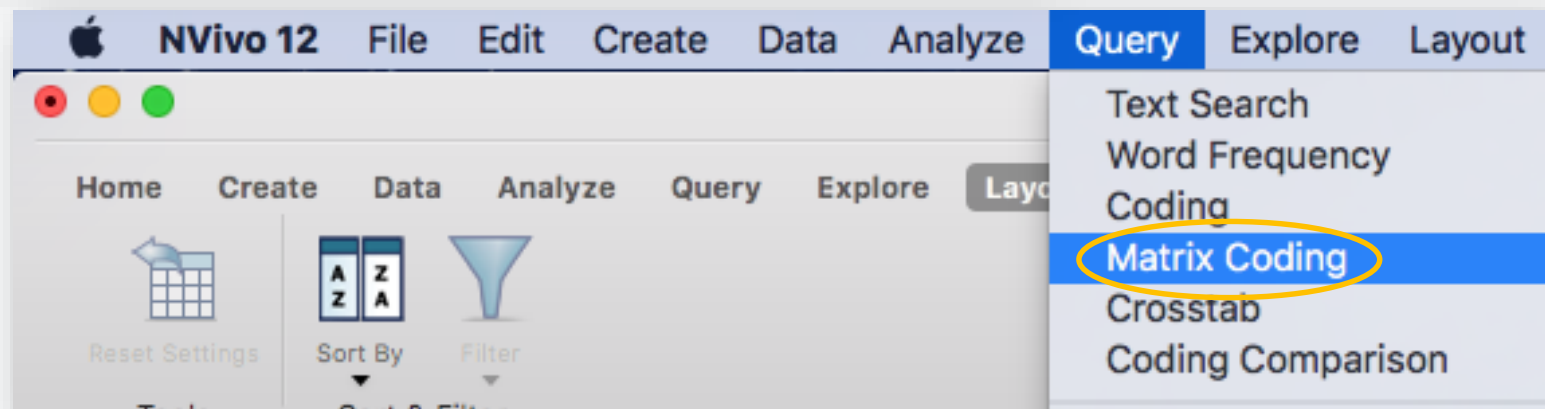 NVivo 12 File Edit Create Data Analyze Query Explore Layout
Text Search
Word Frequency
Coding
Matrix Coding
Crosstab
Coding Comparison
Home Create Data Analyze Query Explore
A Z
Z A
Reset Settings Sort By Filter